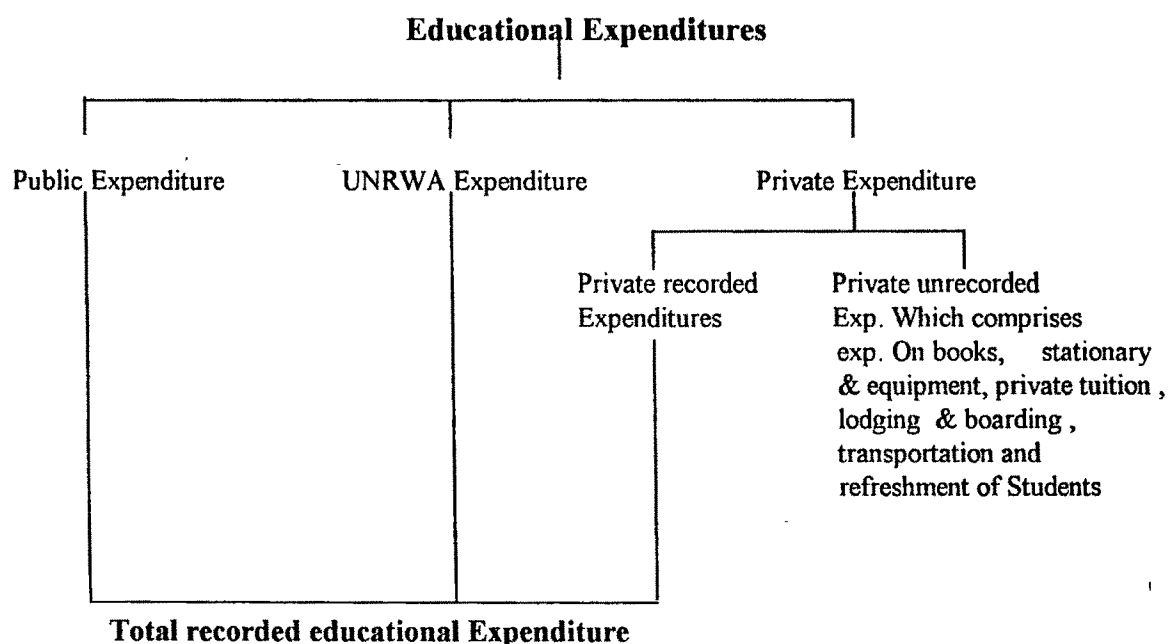 Educational Expenditures
Public Expenditure
UNRWA Expenditure
Private Expenditure
Private recorded
Expenditures
Private unrecorded
Exp. Which comprises
exp. On books, stationary
& equipment, private tuition ,
lodging & boarding ,
transportation and
refreshment of Students
Total recorded educational Expenditure